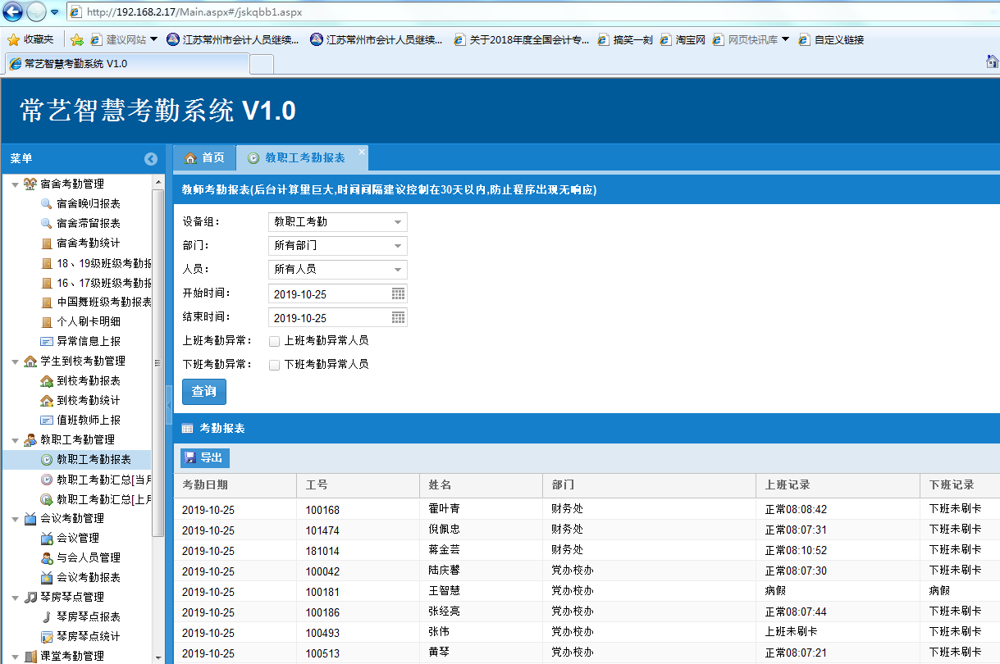 http://192.168.2.17/Main.aspx#/jskqbb1.aspx
收藏夹 建议网站 江苏常州市会计人员继续... 江苏常州市会计人员继续... 关于2018年度全国会计专... 搞笑一刻 淘宝网 网页快讯库 自定义链接
常艺智慧考勤系统 V1.0
常艺智慧考勤系统 V1.0
菜单
宿舍考勤管理
宿舍晚归报表
宿舍滞留报表
宿舍考勤统计
18、19级班级考勤报
16、17级班级考勤报
中国舞班级考勤报表
个人刷卡明细
异常信息上报
学生到校考勤管理
到校考勤报表
到校考勤统计
值班教师上报
教职工考勤管理
教职工考勤报表
教职工考勤汇总[当月
教职工考勤汇总[上月
会议考勤管理
会议管理
与会人员管理
会议考勤报表
琴房琴点管理
琴房琴点报表
琴房琴点统计
课堂考勤管理
首页 教职工考勤报表
教师考勤报表(后台计算量巨大,时间间隔建议控制在30天以内,防止程序出现无响应)
设备组: 教职工考勤
部门: 所有部门
人员: 所有人员
开始时间: 2019-10-25
结束时间: 2019-10-25
上班考勤异常: 上班考勤异常人员
下班考勤异常: 下班考勤异常人员
查询
考勤报表
导出
考勤日期 工号 姓名 部门 上班记录 下班记录
2019-10-25 100168 霍叶青 财务处 正常08:08:42 下班未刷卡
2019-10-25 101474 倪佩忠 财务处 正常08:07:31 下班未刷卡
2019-10-25 181014 蒋金芸 财务处 正常08:10:52 下班未刷卡
2019-10-25 100042 陆庆馨 党办校办 正常08:07:30 下班未刷卡
2019-10-25 100181 王智慧 党办校办 病假 病假
2019-10-25 100186 张经亮 党办校办 正常08:07:44 下班未刷卡
2019-10-25 100493 张伟 党办校办 上班未刷卡 下班未刷卡
2019-10-25 100513 黄琴 党办校办 正常08:07:21 下班未刷卡